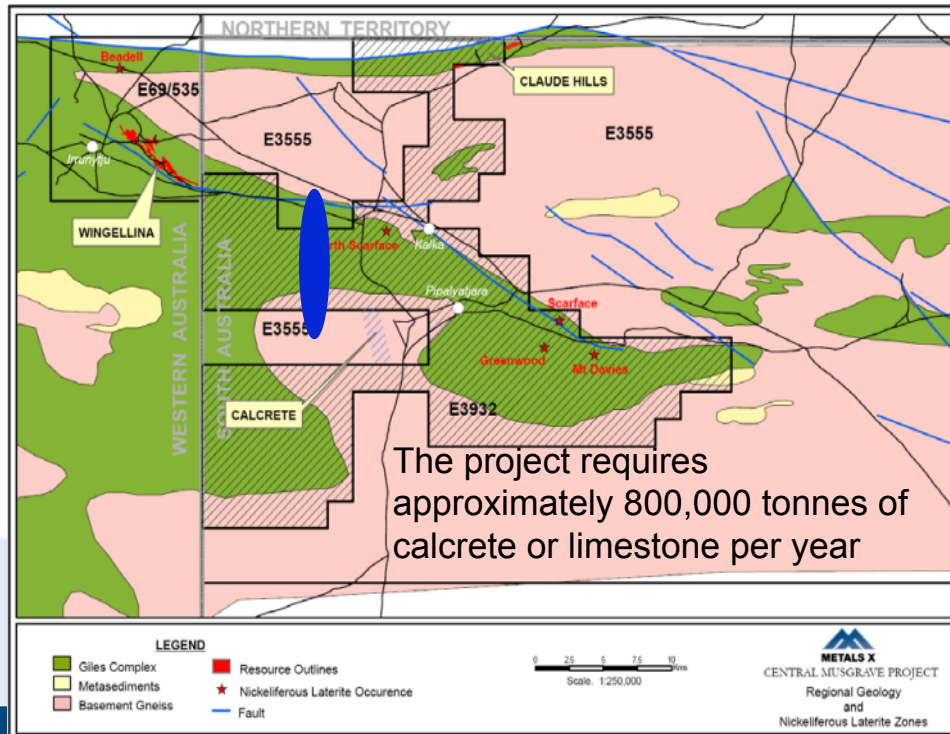 NORTHERN TERRITORY
Beadell
CLAUDE HILLS
E69/535
E3555
E3555
Irrunytju
WINGELLINA
rth Scarface
Kalka
WESTERN AUSTRALIA
SOUTH AUSTRALIA
Pipalyatjara
Scarface
E3555
Greenwood
Mt Davies
CALCRETE
E3932
The project requires
approximately 800,000 tonnes of
calcrete or limestone per year
LEGEND
Giles Complex
Metasediments
Basement Gneiss
Resource Outlines
Nickeliferous Laterite Occurence
Fault
0 2.5 5 7.5 10
Kms
Scale. 1:250,000
METALS X
CENTRAL MUSGRAVE PROJECT
Regional Geology
and
Nickeliferous Laterite Zones